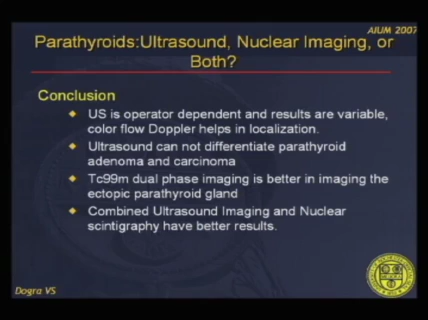 AIUM 2007
Parathyroids:Ultrasound, Nuclear Imaging, or
Both?
Conclusion
US is operator dependent and results are variable,
color flow Doppler helps in localization.
Ultrasound can not differentiate parathyroid
adenoma and carcinoma
Tc99m dual phase imaging is better in imaging the
ectopic parathyroid gland
Combined Ultrasound Imaging and Nuclear
scintigraphy have better results.
Dogra VS